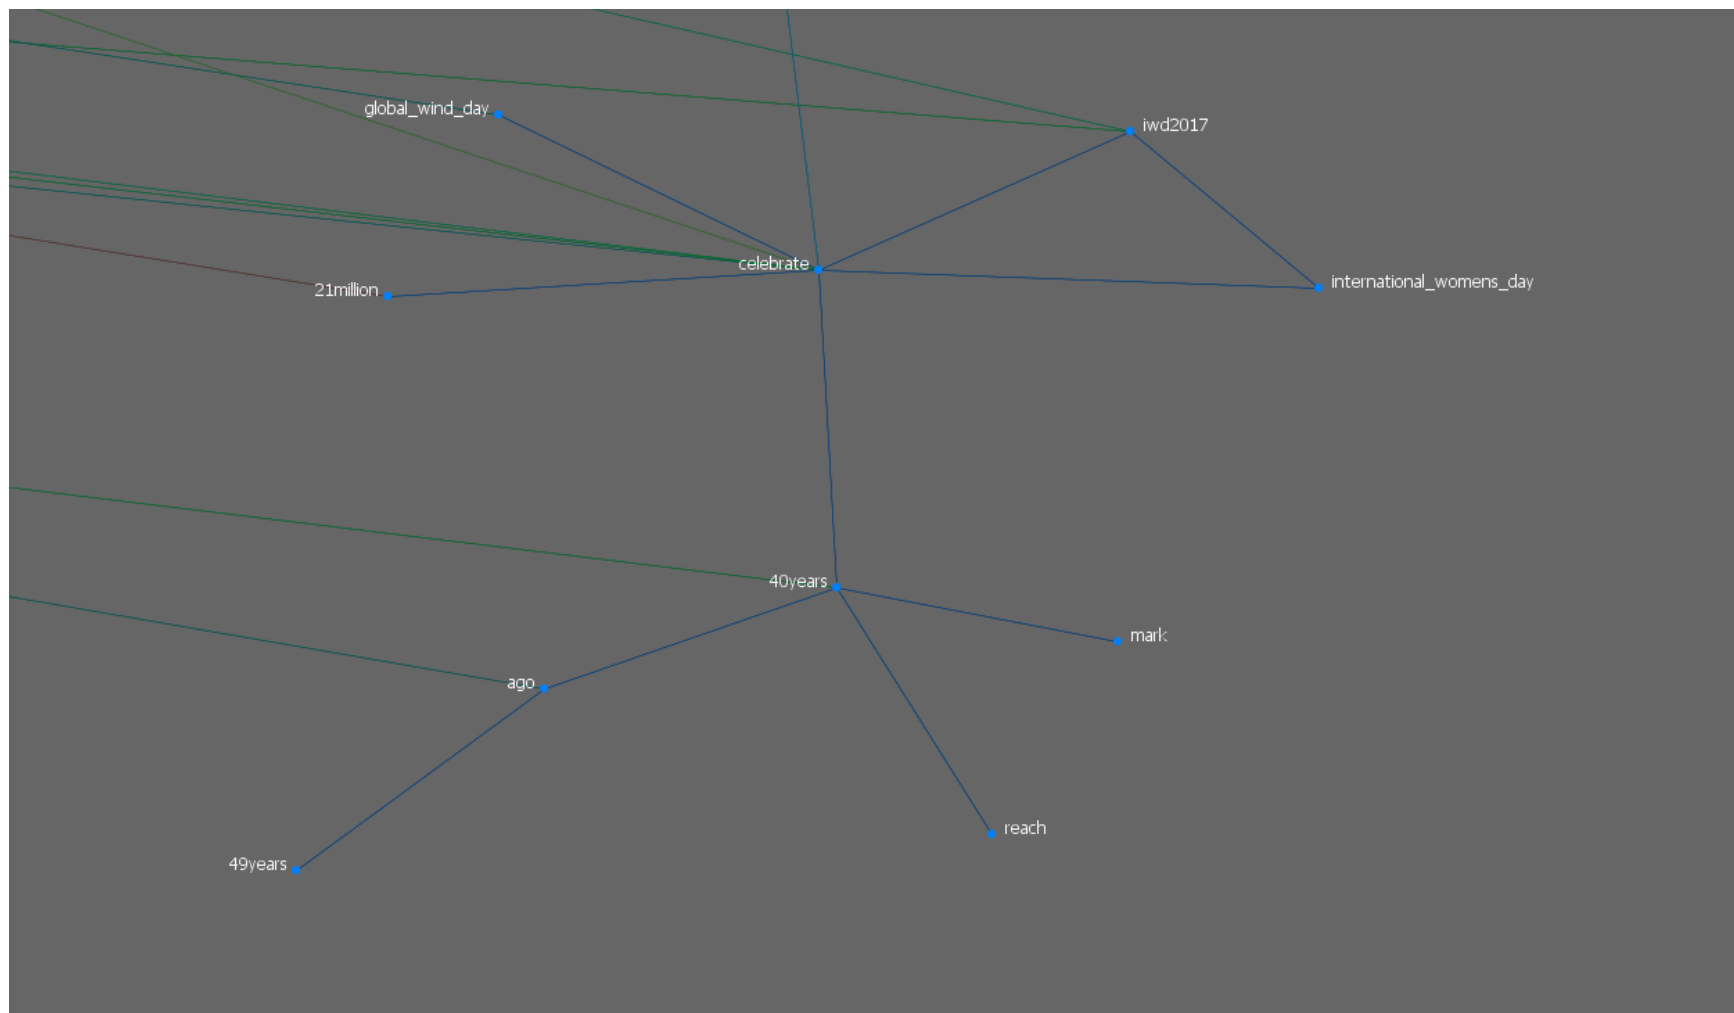 global_wind_day
iwd2017
celebrate
21million
international_womens_day
40years
mark
ago
reach
49years